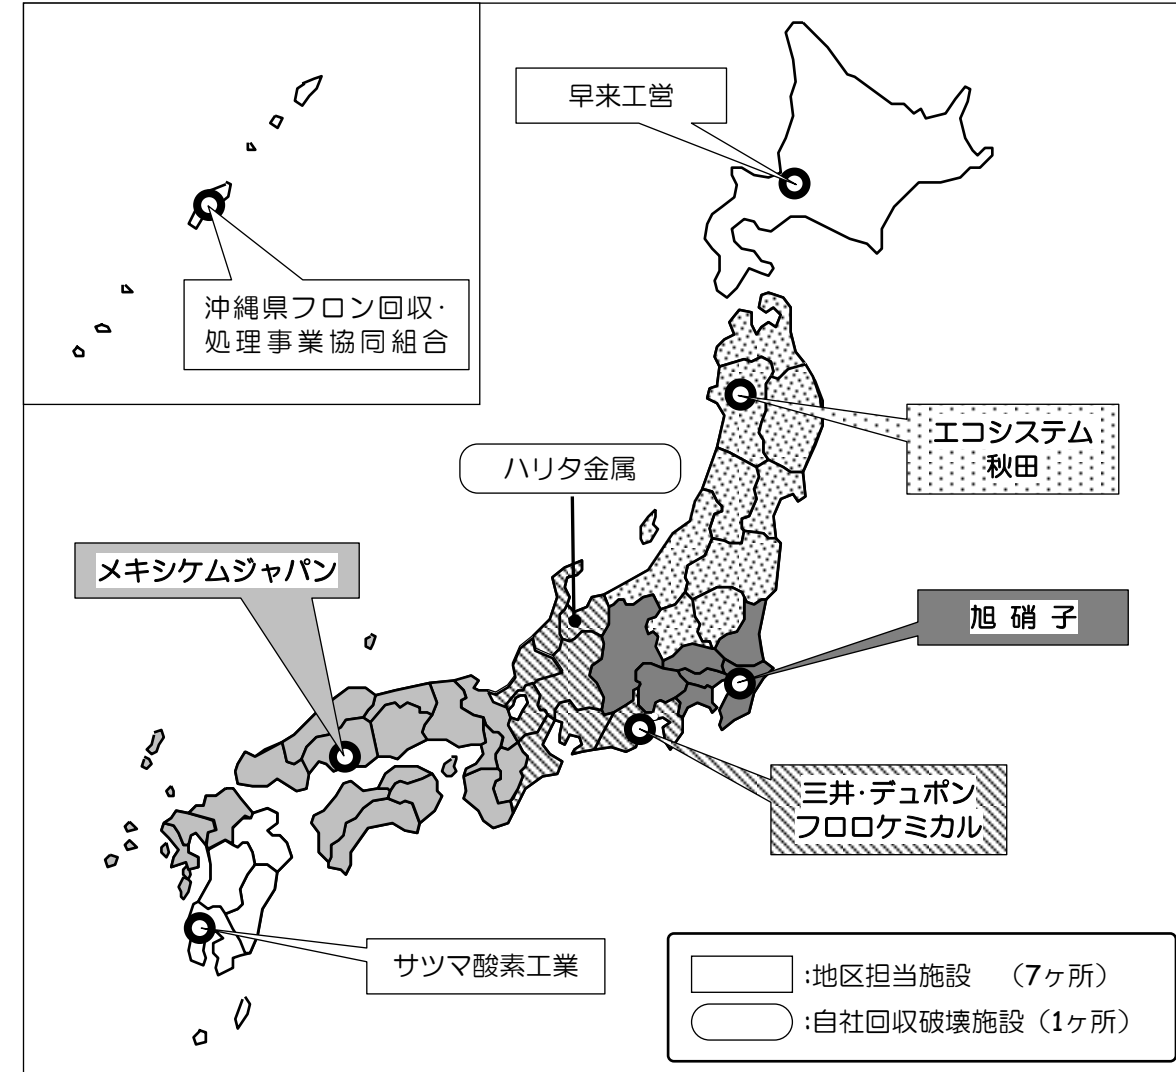 早来工営
沖縄県フロン回収・
処理事業協同組合
エコシステム
秋田
ハリタ金属
メキシケムジャパン
旭硝子
三井・デュポン
フロロケミカル
サツマ酸素工業
:地区担当施設 （7ヶ所）
:自社回収破壊施設（1ヶ所）